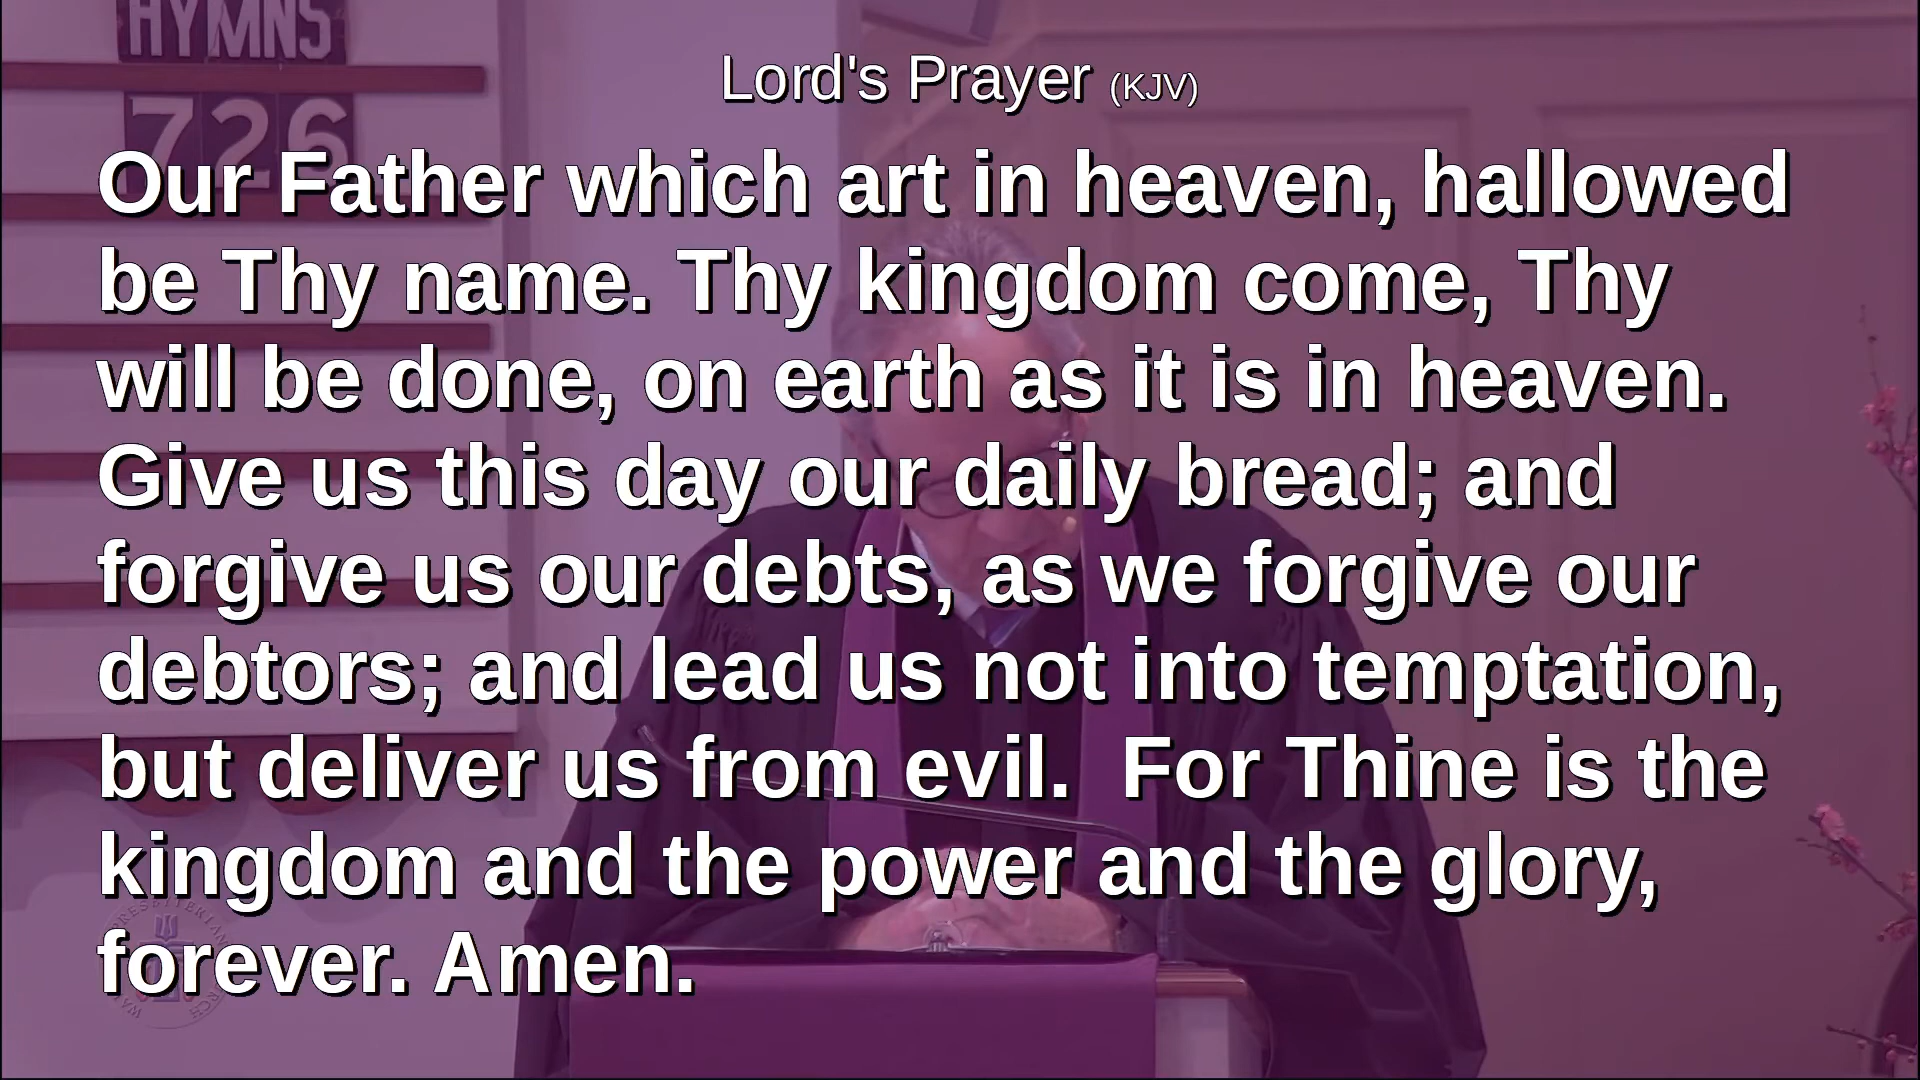 HYMNS
726
Lord's Prayer (KJV)
Our Father which art in heaven, hallowed
be Thy name. Thy kingdom come, Thy
will be done, on earth as it is in heaven.
Give us this day our daily bread; and
forgive us our debts, as we forgive our
debtors; and lead us not into temptation,
but deliver us from evil.  For Thine is the
kingdom and the power and the glory,
forever. Amen.